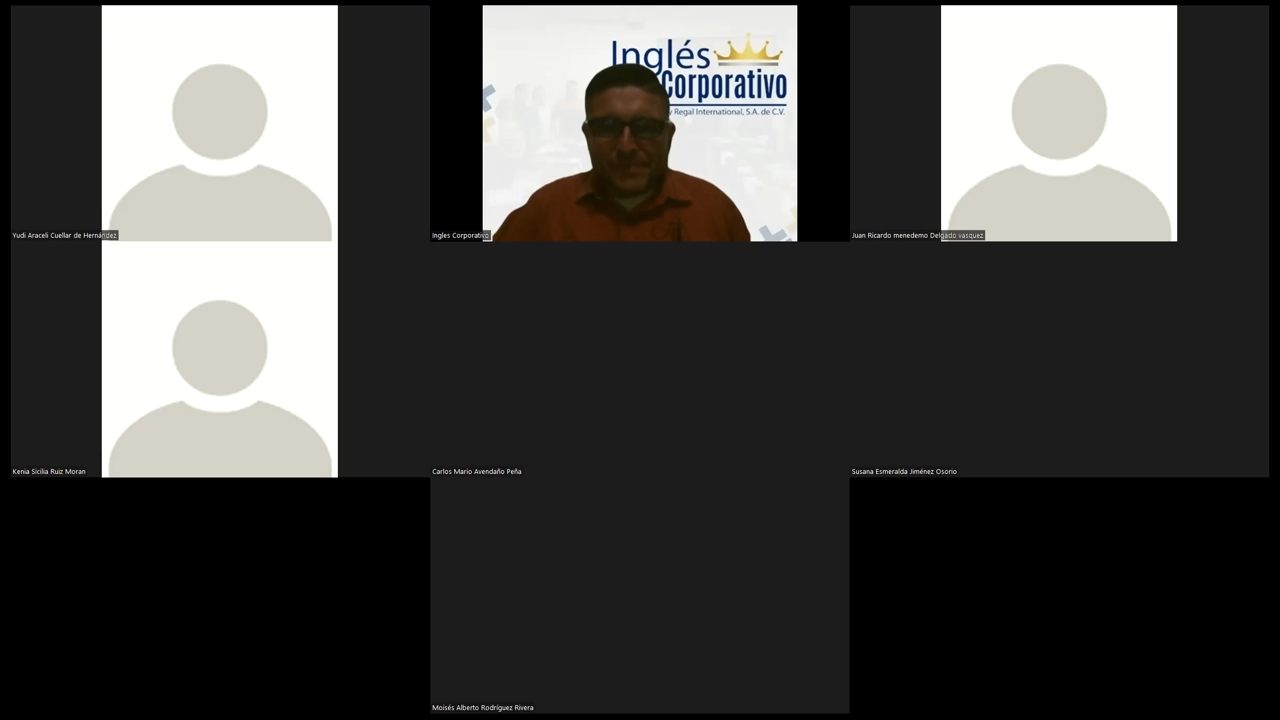 Inglés
Corporativo
y Regal International, S.A. de C.V.
Yudi Araceli Cuellar de Hernández
Ingles Corporativo
Juan Ricardo menedemo Delgado vasquez
Kenia Sicilia Ruiz Moran
Carlos Mario Avendaño Peña
Susana Esmeralda Jiménez Osorio
Moisés Alberto Rodríguez Rivera